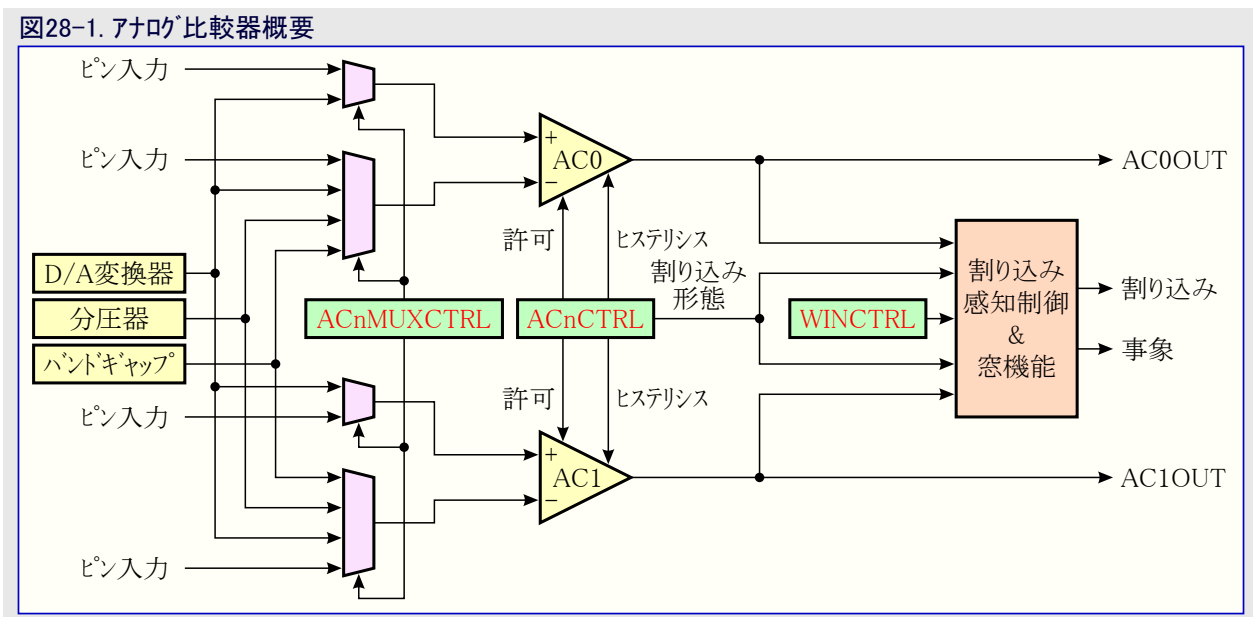 図28-1. アナログ比較器概要
ピン入力
ピン入力
D/A変換器
分圧器
バンドギャップ
ピン入力
ピン入力
ACnMUXCTRL
+
AC0
−
許可
ヒステリシス
ACnCTRL
割り込み
形態
許可
ヒステリシス
+
AC1
−
WINCTRL
割り込み
感知制御
&
窓機能
AC0OUT
割り込み
事象
AC1OUT